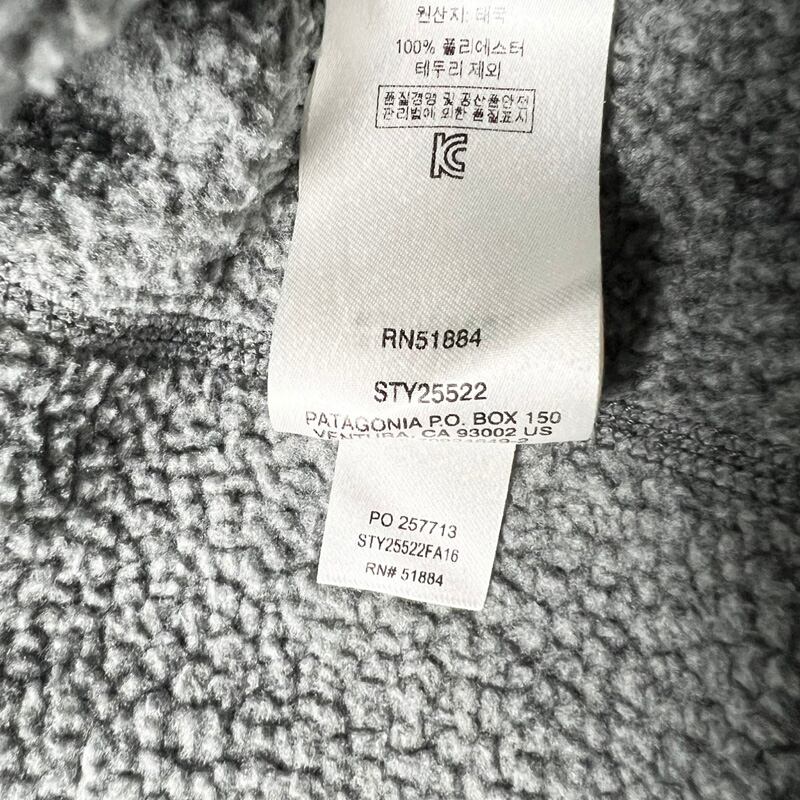 원산지: 태국
100% 폴리에스터
테두리 제외
품질경영 및 공산품안전
관리법에 의한 품질표시
KC
RN51884
STY25522
PATAGONIA P.O. BOX 150
VENTURA, CA 93002 US
PO 257713
STY25522FA16
RN# 51884